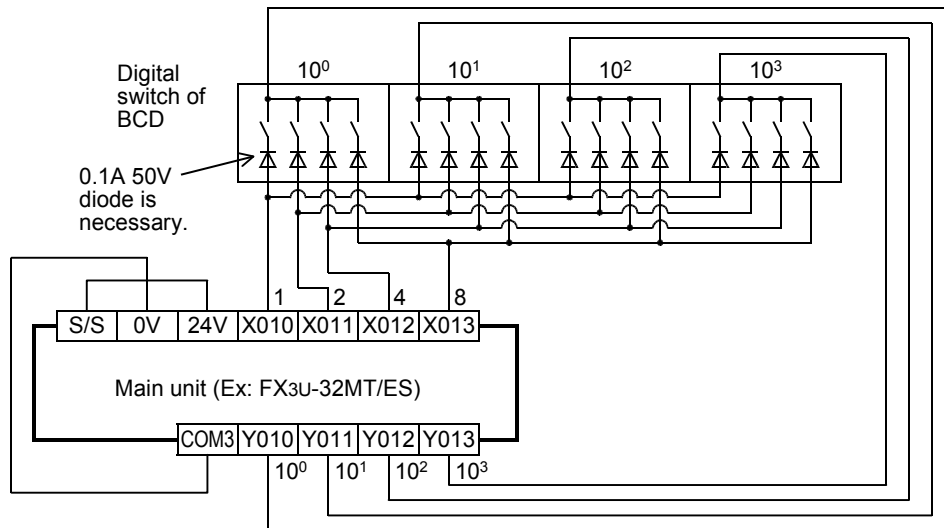 10⁰ 10¹ 10² 10³
Digital
switch of
BCD
0.1A 50V
diode is
necessary.
1 2 4 8
S/S 0V 24V X010 X011 X012 X013
Main unit (Ex: FX3U-32MT/ES)
COM3 Y010 Y011 Y012 Y013
10⁰ 10¹ 10² 10³